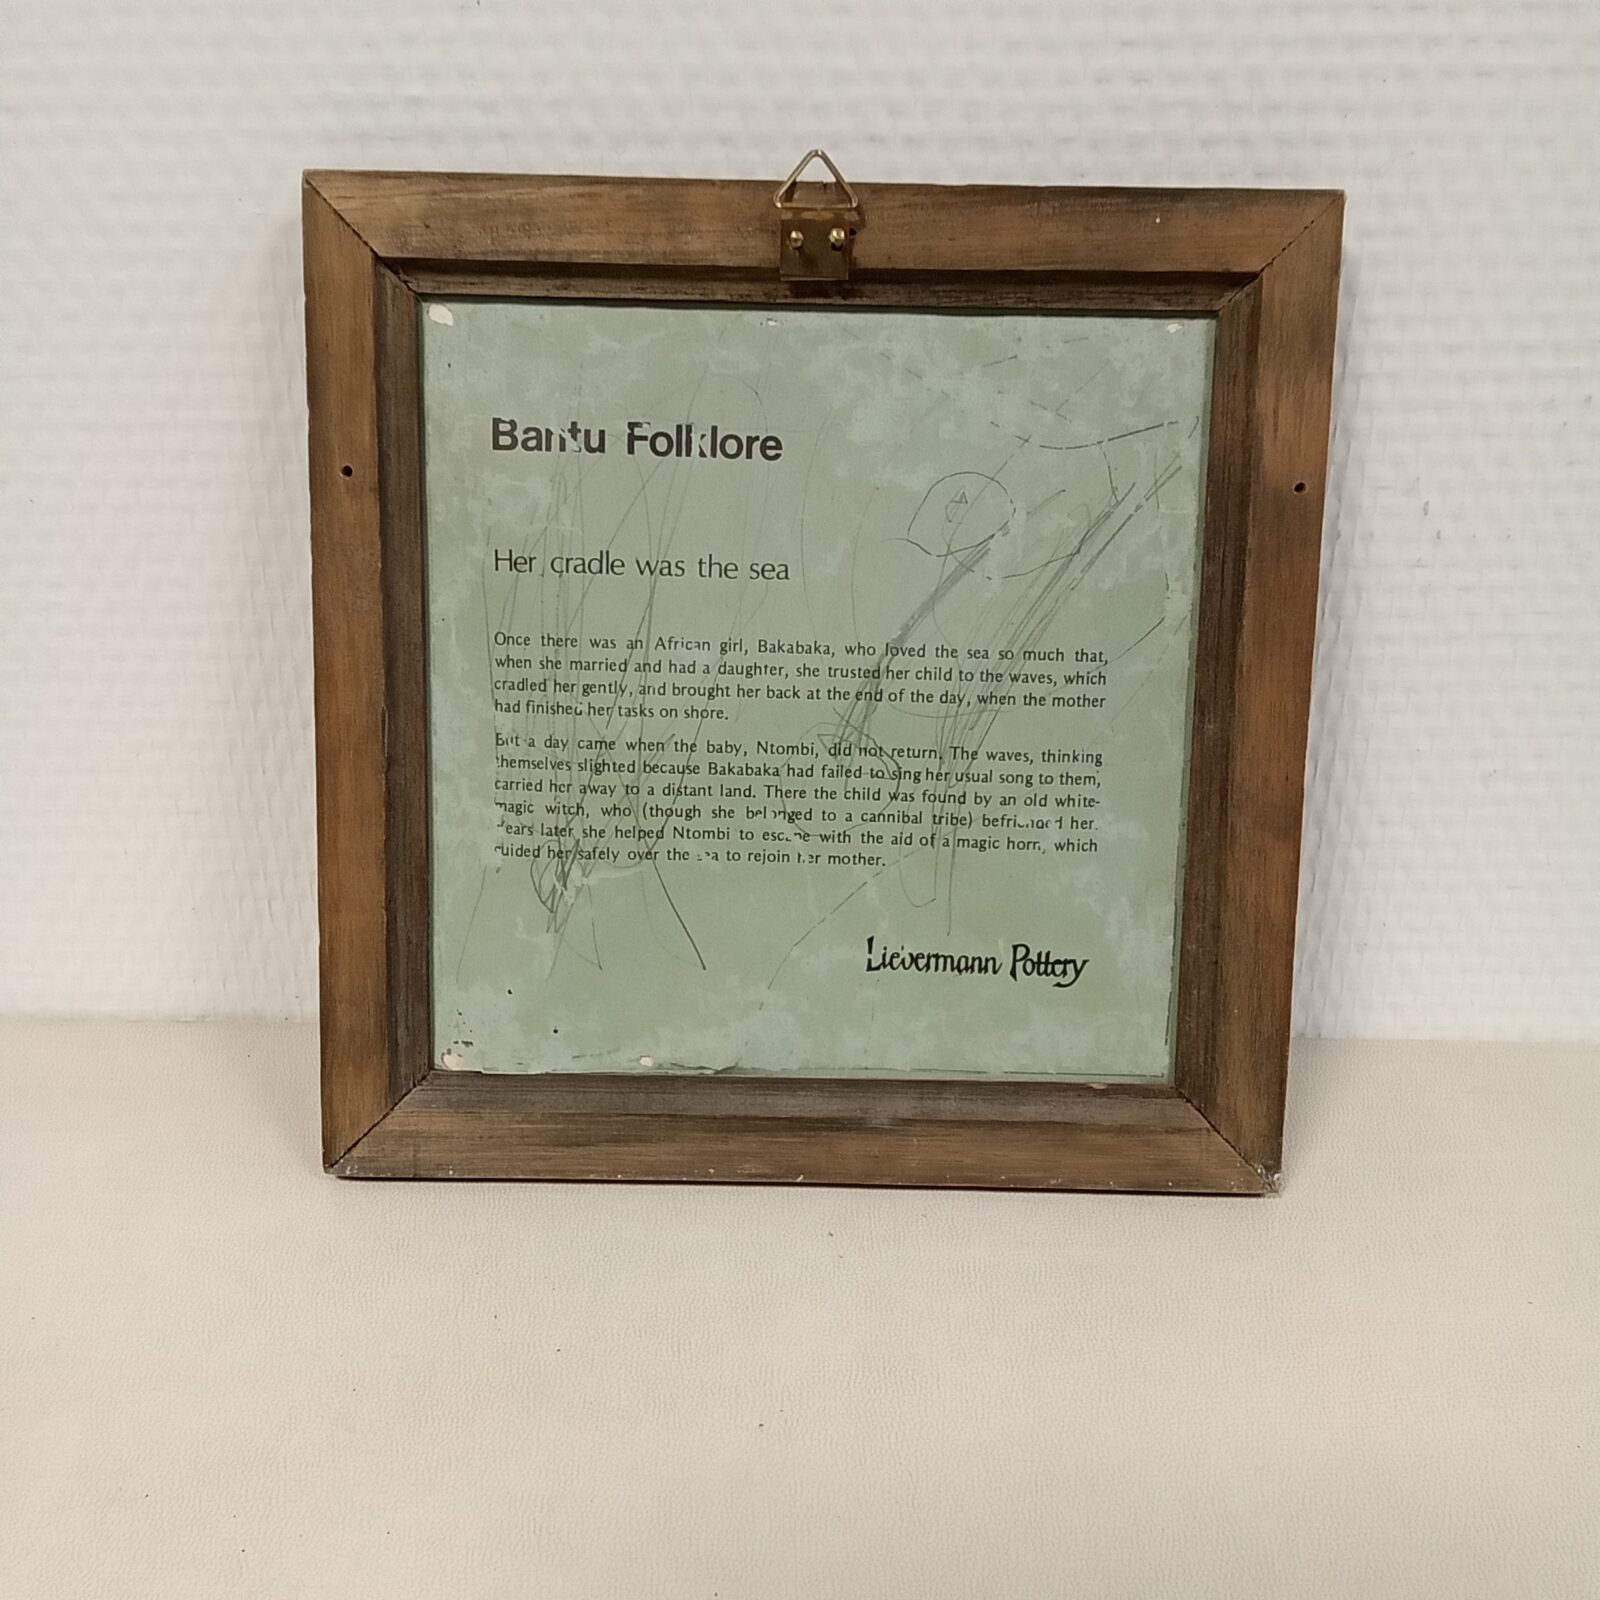 Bantu Folklore
Her cradle was the sea
Once there was an African girl, Bakabaka, who loved the sea so much that,
when she married and had a daughter, she trusted her child to the waves, which
cradled her gently, and brought her back at the end of the day, when the mother
had finished her tasks on shore.
But a day came when the baby, Ntombi, did not return. The waves, thinking
themselves slighted because Bakabaka had failed to sing her usual song to them,
carried her away to a distant land. There the child was found by an old white-
magic witch, who (though she belonged to a cannibal tribe) befriended her.
Years later she helped Ntombi to escape with the aid of a magic horn, which
guided her safely over the sea to rejoin her mother.
Liebermann Pottery